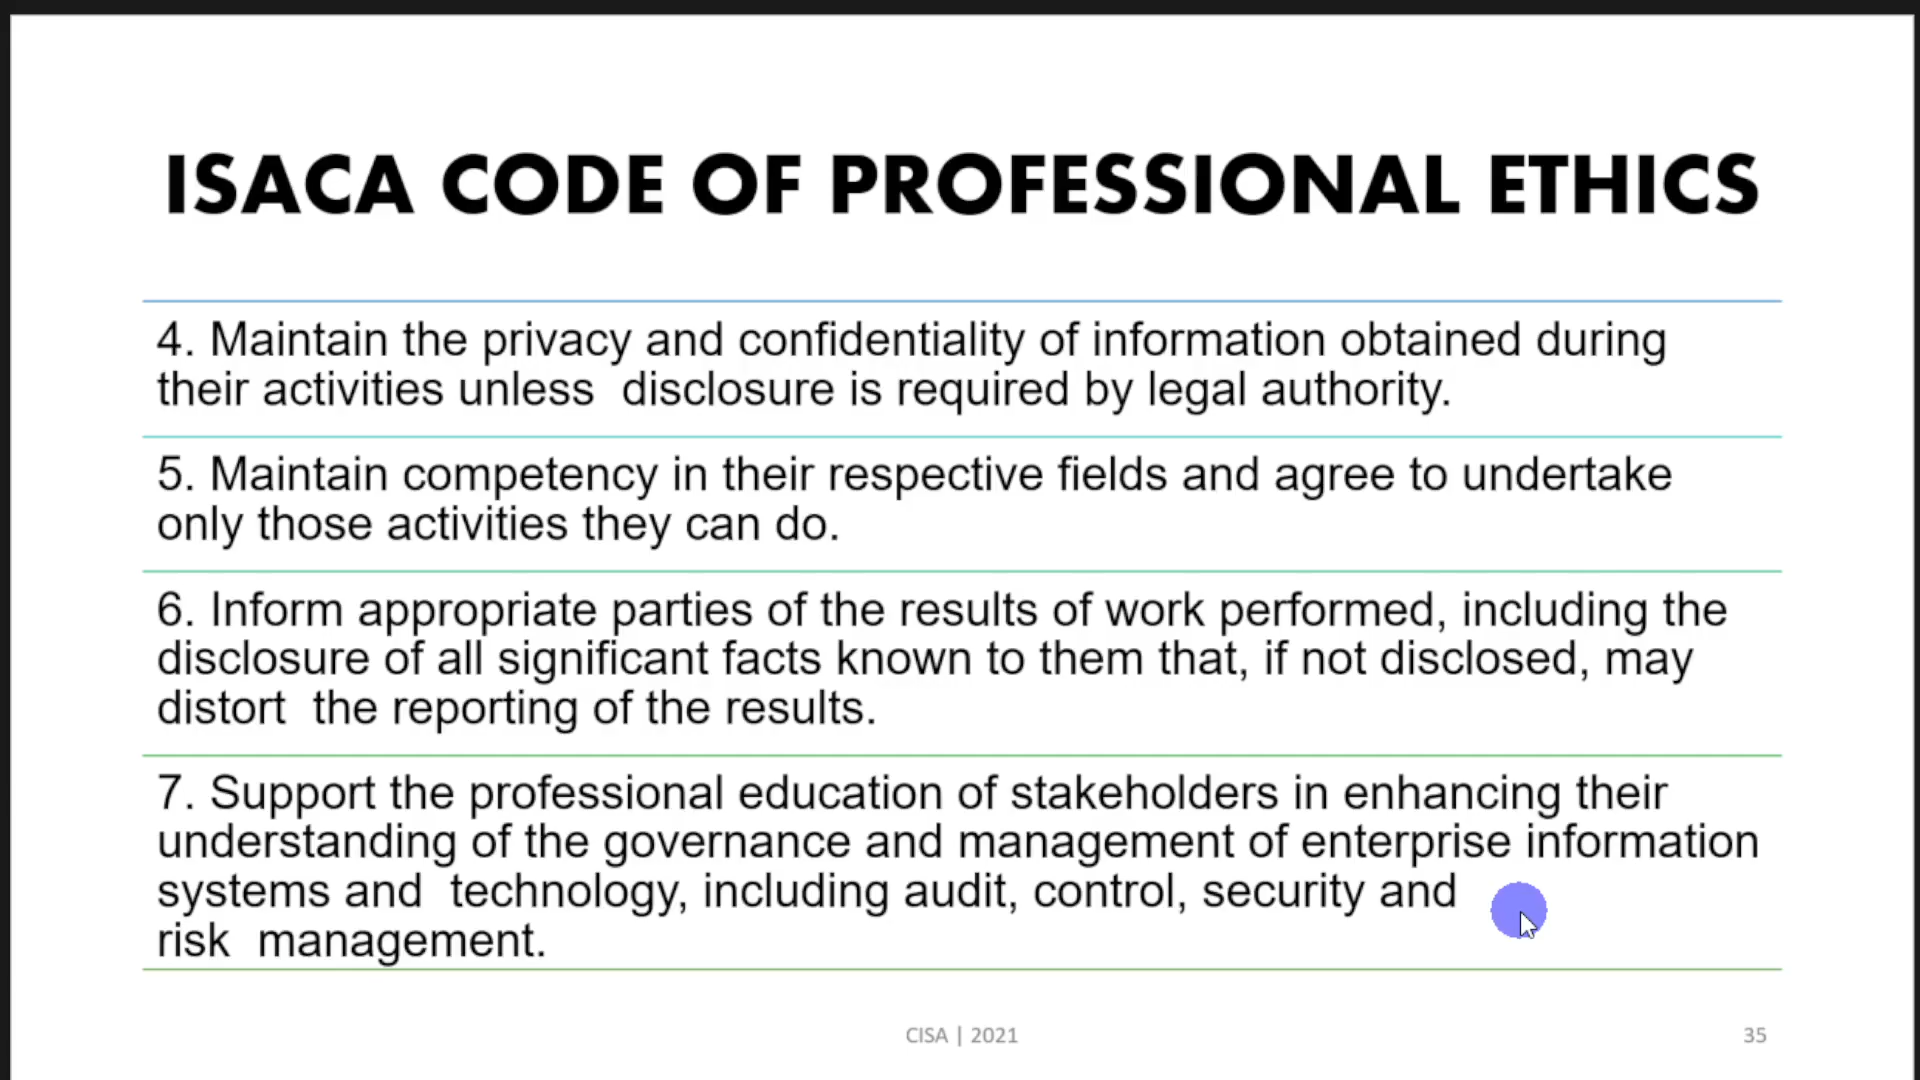 ISACA CODE OF PROFESSIONAL ETHICS
4. Maintain the privacy and confidentiality of information obtained during
their activities unless  disclosure is required by legal authority.
5. Maintain competency in their respective fields and agree to undertake
only those activities they can do.
6. Inform appropriate parties of the results of work performed, including the
disclosure of all significant facts known to them that, if not disclosed, may
distort  the reporting of the results.
7. Support the professional education of stakeholders in enhancing their
understanding of the governance and management of enterprise information
systems and  technology, including audit, control, security and
risk  management.
CISA | 2021
35